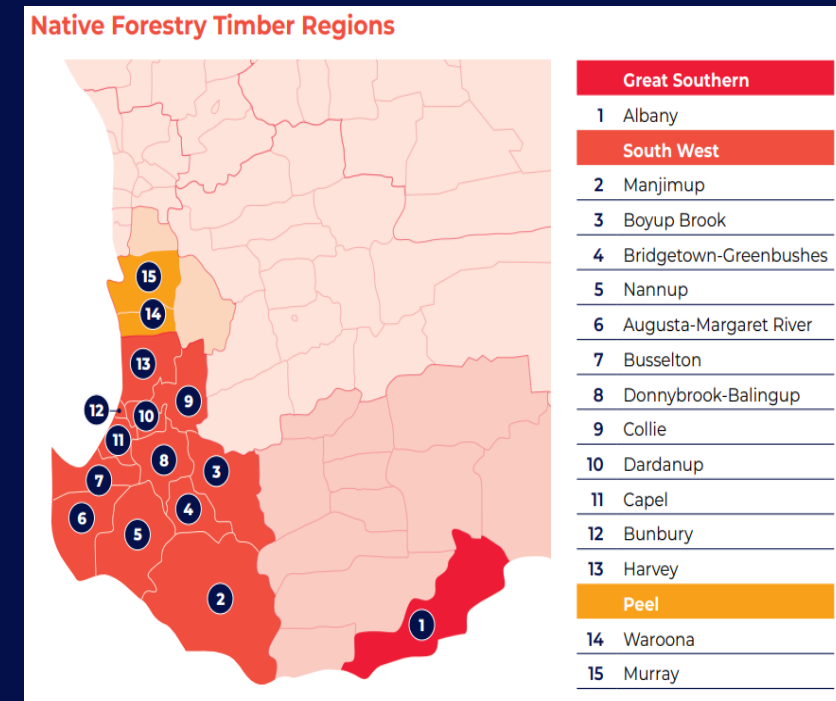 Native Forestry Timber Regions
15
14
13
12
10
9
11
8
3
7
4
6
5
2
1
Great Southern
1 Albany
South West
2 Manjimup
3 Boyup Brook
4 Bridgetown-Greenbushes
5 Nannup
6 Augusta-Margaret River
7 Busselton
8 Donnybrook-Balingup
9 Collie
10 Dardanup
11 Capel
12 Bunbury
13 Harvey
Peel
14 Waroona
15 Murray